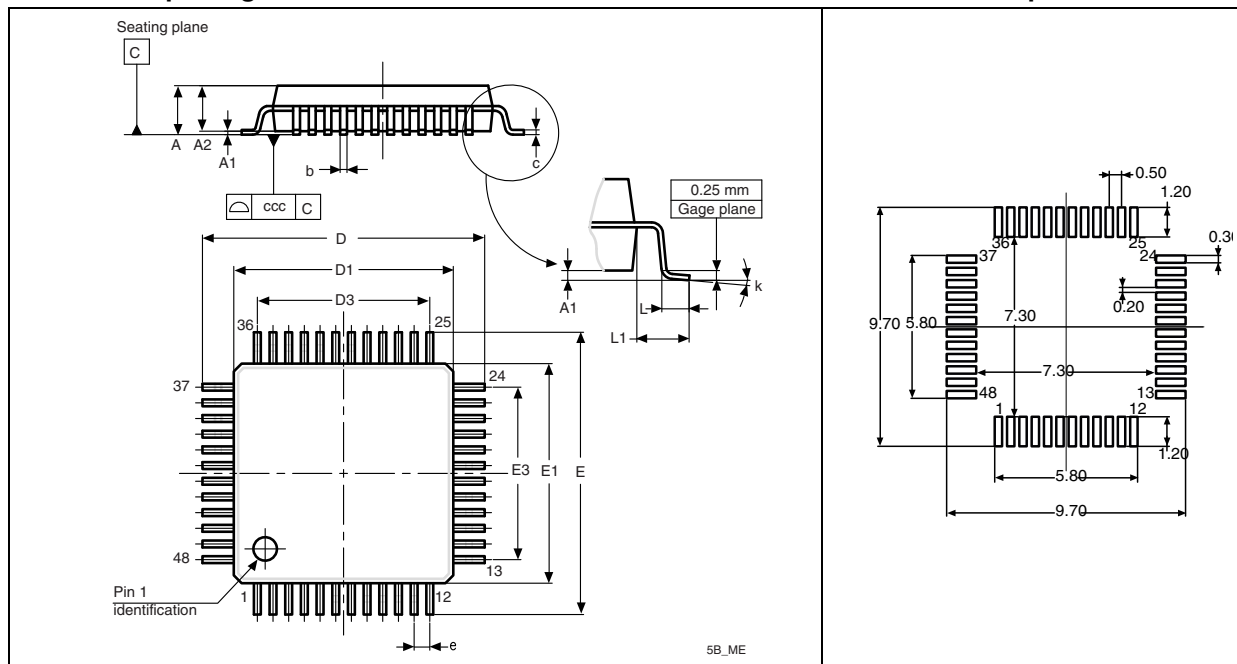 Seating plane
C
A
A2
A1
b
c
ccc C
0.25 mm
Gage plane
D
D1
D3
A1
L
L1
k
36
25
37
24
E3
E1
E
48
13
Pin 1
identification
1
12
e
5B_ME
0.50
1.20
36
25
37
24
0.30
0.20
9.70
5.80
7.30
7.30
48
13
1
12
1.20
5.80
9.70